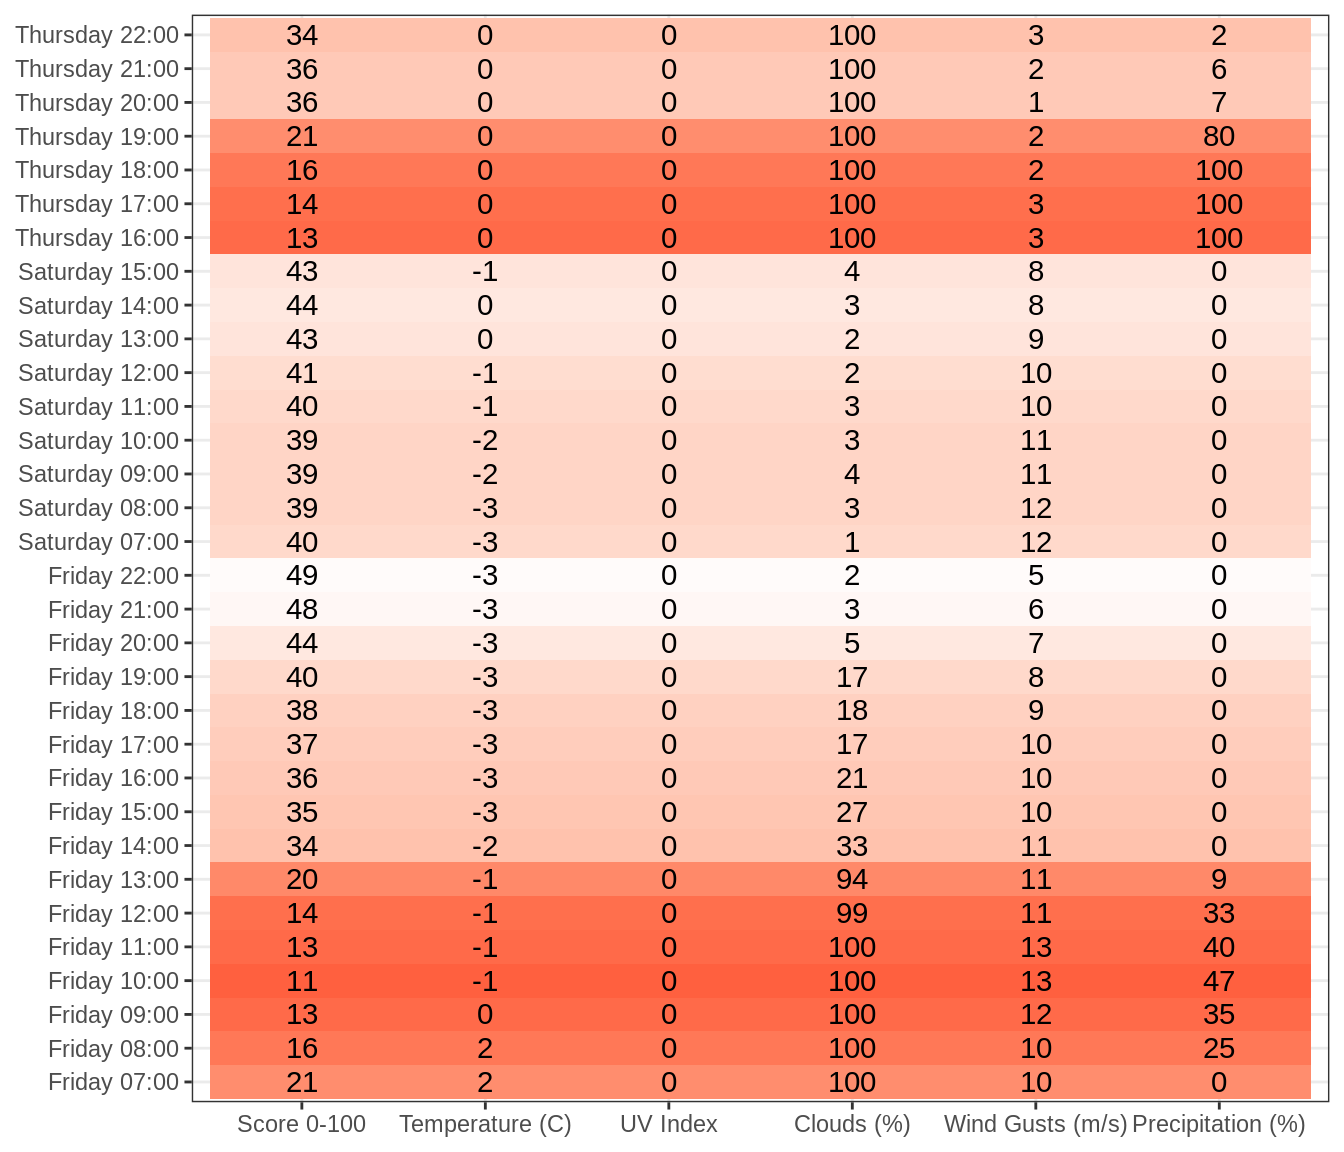 Thursday 22:00 34 0 0 100 3 2
Thursday 21:00 36 0 0 100 2 6
Thursday 20:00 36 0 0 100 1 7
Thursday 19:00 21 0 0 100 2 80
Thursday 18:00 16 0 0 100 2 100
Thursday 17:00 14 0 0 100 3 100
Thursday 16:00 13 0 0 100 3 100
Saturday 15:00 43 -1 0 4 8 0
Saturday 14:00 44 0 0 3 8 0
Saturday 13:00 43 0 0 2 9 0
Saturday 12:00 41 -1 0 2 10 0
Saturday 11:00 40 -1 0 3 10 0
Saturday 10:00 39 -2 0 3 11 0
Saturday 09:00 39 -2 0 4 11 0
Saturday 08:00 39 -3 0 3 12 0
Saturday 07:00 40 -3 0 1 12 0
Friday 22:00 49 -3 0 2 5 0
Friday 21:00 48 -3 0 3 6 0
Friday 20:00 44 -3 0 5 7 0
Friday 19:00 40 -3 0 17 8 0
Friday 18:00 38 -3 0 18 9 0
Friday 17:00 37 -3 0 17 10 0
Friday 16:00 36 -3 0 21 10 0
Friday 15:00 35 -3 0 27 10 0
Friday 14:00 34 -2 0 33 11 0
Friday 13:00 20 -1 0 94 11 9
Friday 12:00 14 -1 0 99 11 33
Friday 11:00 13 -1 0 100 13 40
Friday 10:00 11 -1 0 100 13 47
Friday 09:00 13 0 0 100 12 35
Friday 08:00 16 2 0 100 10 25
Friday 07:00 21 2 0 100 10 0
Score 0-100 Temperature (C) UV Index Clouds (%) Wind Gusts (m/s) Precipitation (%)